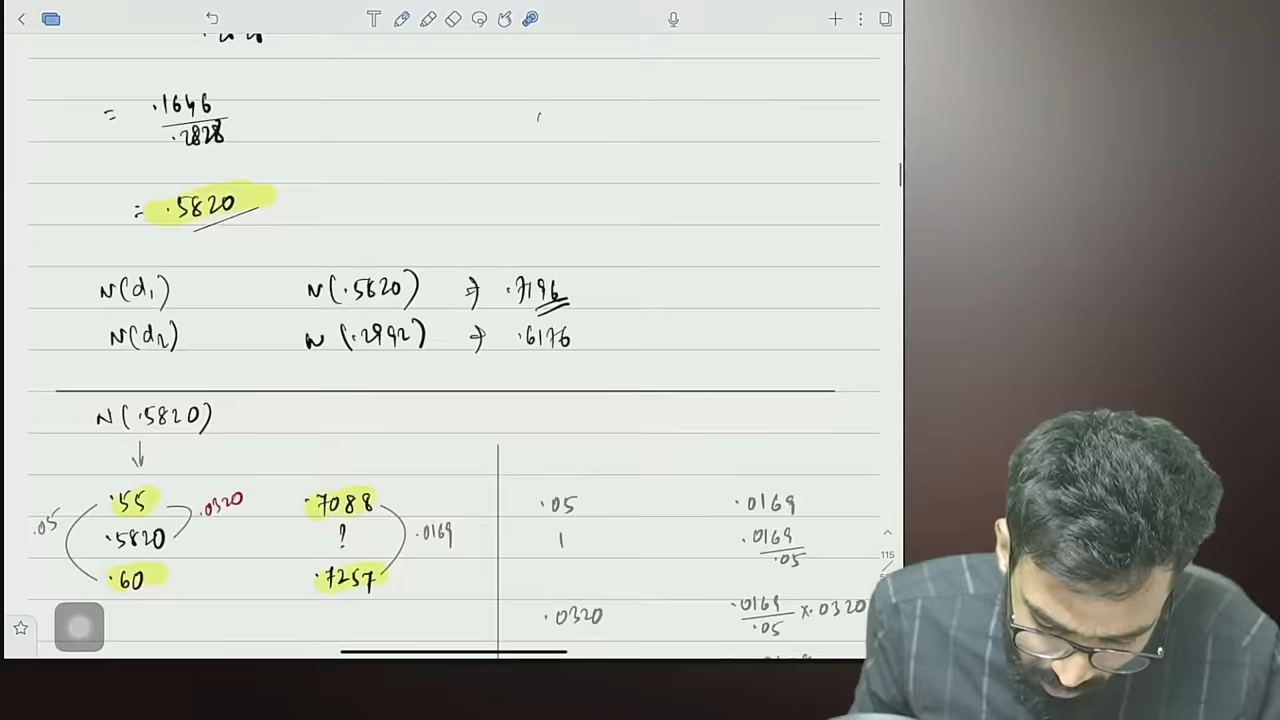 = .1646
.2828
= .5820
N(d₁) N(.5820) → .7196
N(d₂) N(.2992) → .6176
N(.5820)
↓
.55 .0320 .7088
.05 .5820 ? .0169
.60 .7257
.05 .0169
1 .0169
.05
.0320 .0169 × .0320
.05
115